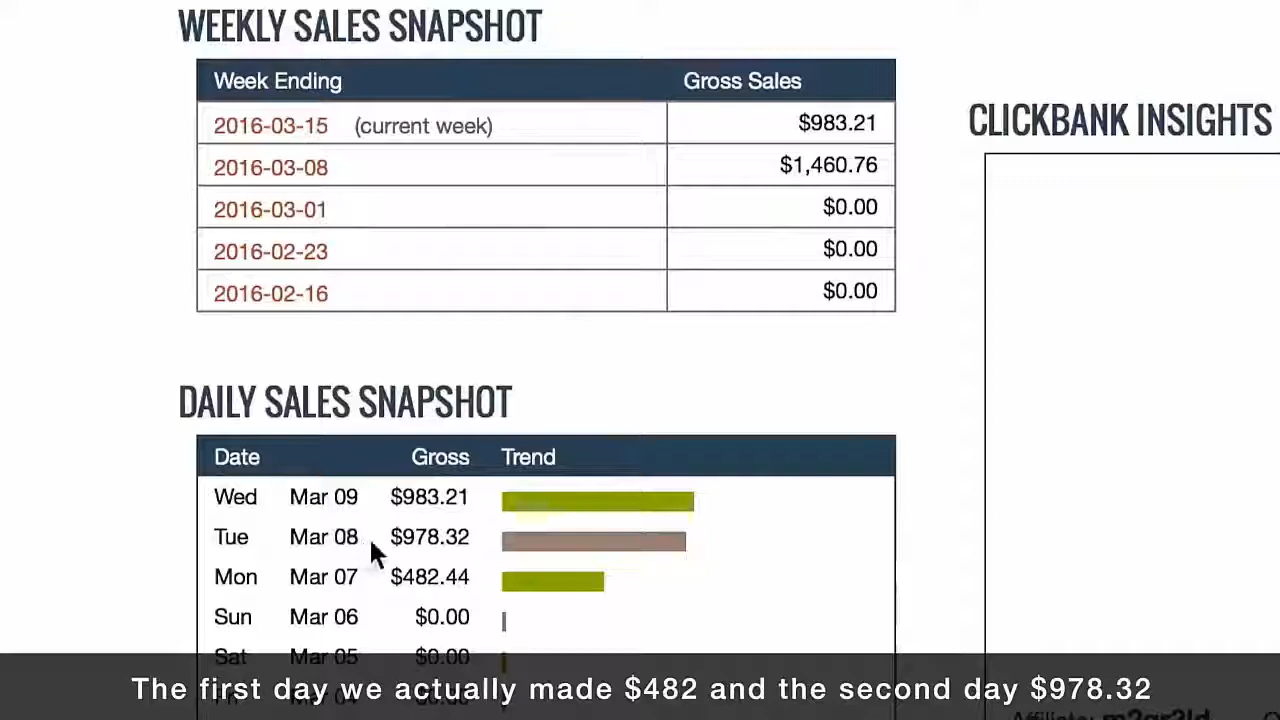 WEEKLY SALES SNAPSHOT
Week Ending Gross Sales
2016-03-15 (current week) $983.21
2016-03-08 $1,460.76
2016-03-01 $0.00
2016-02-23 $0.00
2016-02-16 $0.00
CLICKBANK INSIGHTS
DAILY SALES SNAPSHOT
Date Gross Trend
Wed Mar 09 $983.21
Tue Mar 08 $978.32
Mon Mar 07 $482.44
Sun Mar 06 $0.00
Sat Mar 05 $0.00
The first day we actually made $482 and the second day $978.32